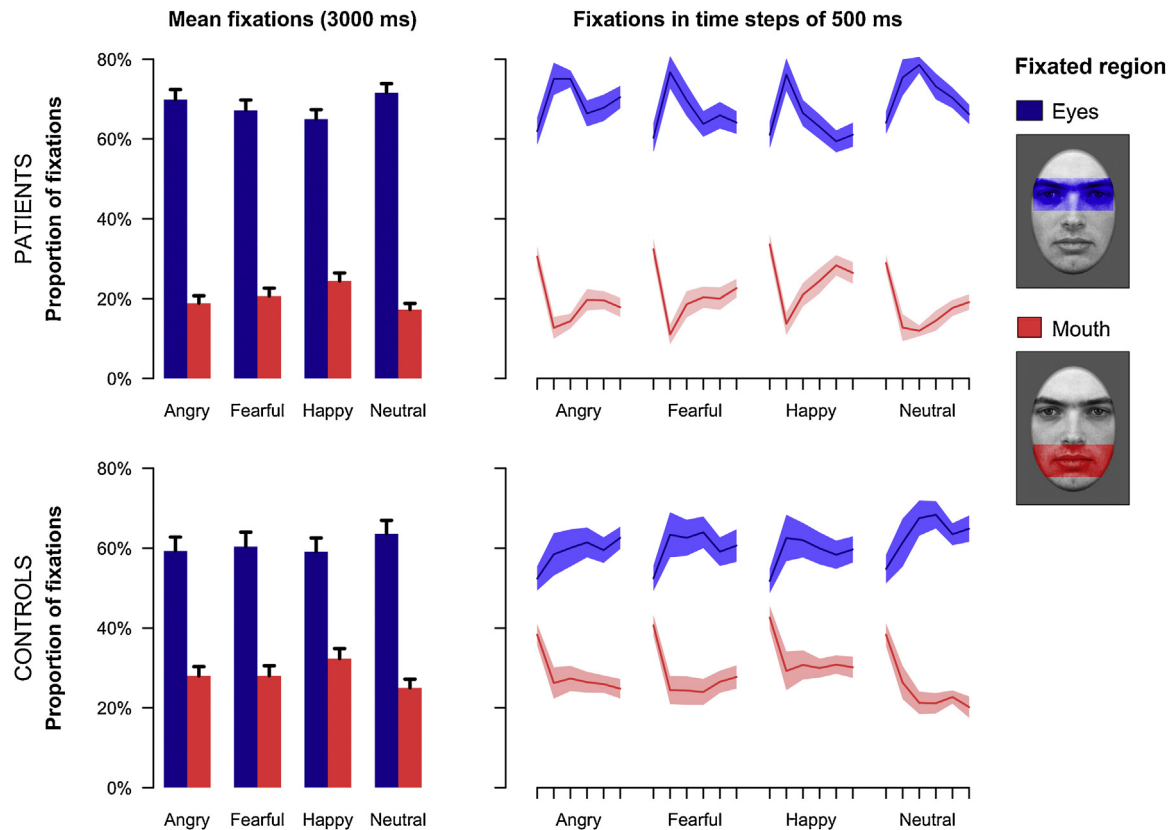 Mean fixations (3000 ms)
Fixations in time steps of 500 ms
PATIENTS
Proportion of fixations
80%
60%
40%
20%
0%
Angry Fearful Happy Neutral
Angry Fearful Happy Neutral
Fixated region
Eyes
Mouth
CONTROLS
Proportion of fixations
80%
60%
40%
20%
0%
Angry Fearful Happy Neutral
Angry Fearful Happy Neutral